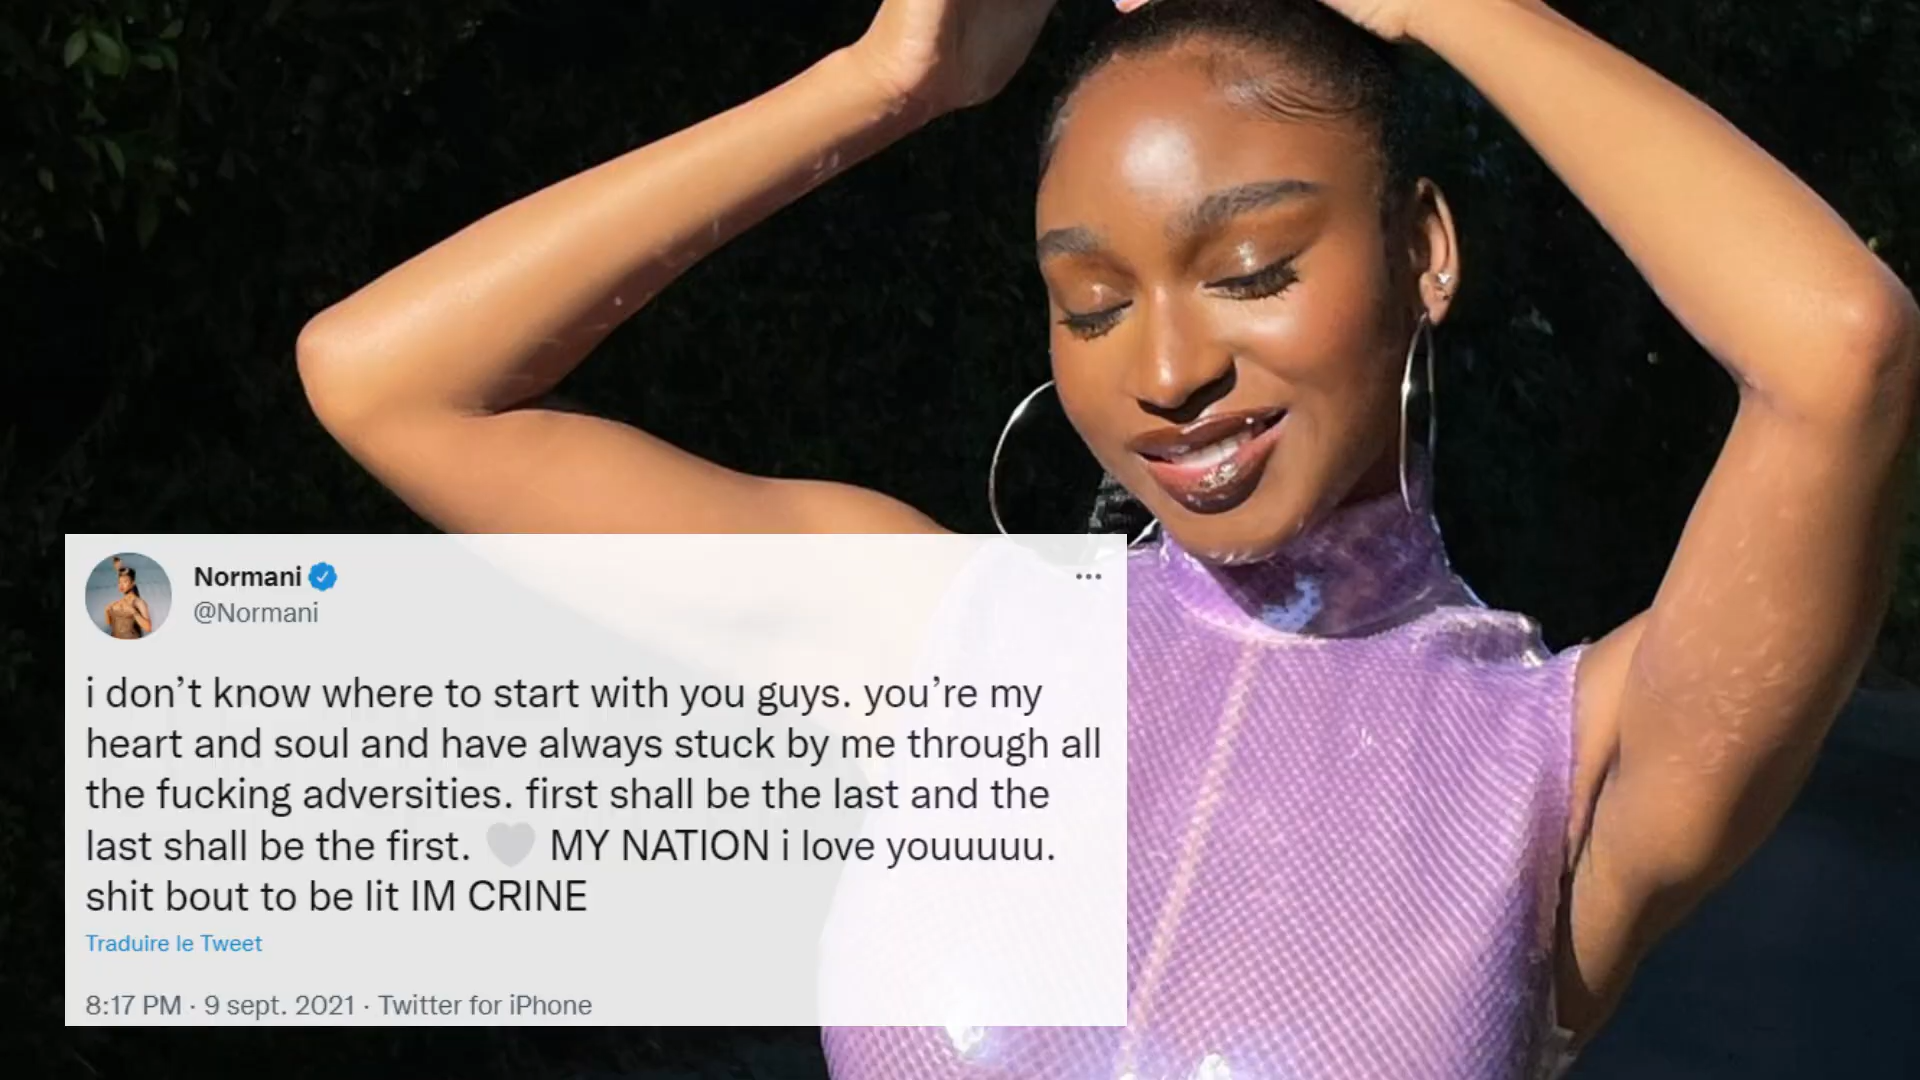 Normani
@Normani
i don’t know where to start with you guys. you’re my
heart and soul and have always stuck by me through all
the fucking adversities. first shall be the last and the
last shall be the first. 🤍 MY NATION i love youuuuu.
shit bout to be lit IM CRINE
Traduire le Tweet
8:17 PM · 9 sept. 2021 · Twitter for iPhone